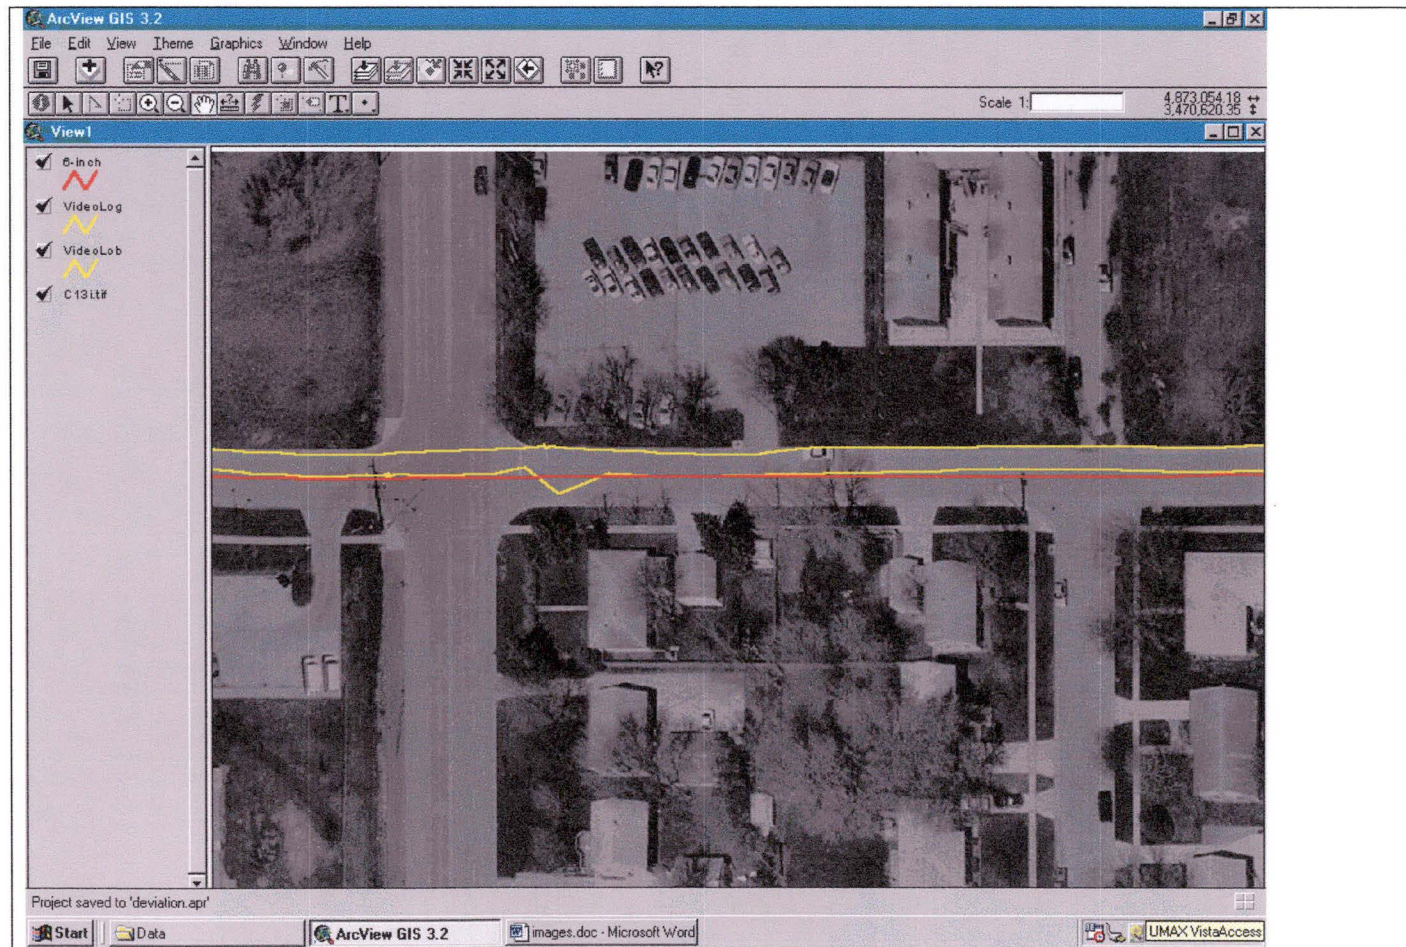 ArcView GIS 3.2
File Edit View Theme Graphics Window Help
Scale 1:
4,873,054.18
3,470,620.35
View1
6-inch
VideoLog
VideoLob
C13i.tif
Project saved to 'deviation.apr'
Start
Data
ArcView GIS 3.2
images.doc - Microsoft Word
UMAX VistaAccess